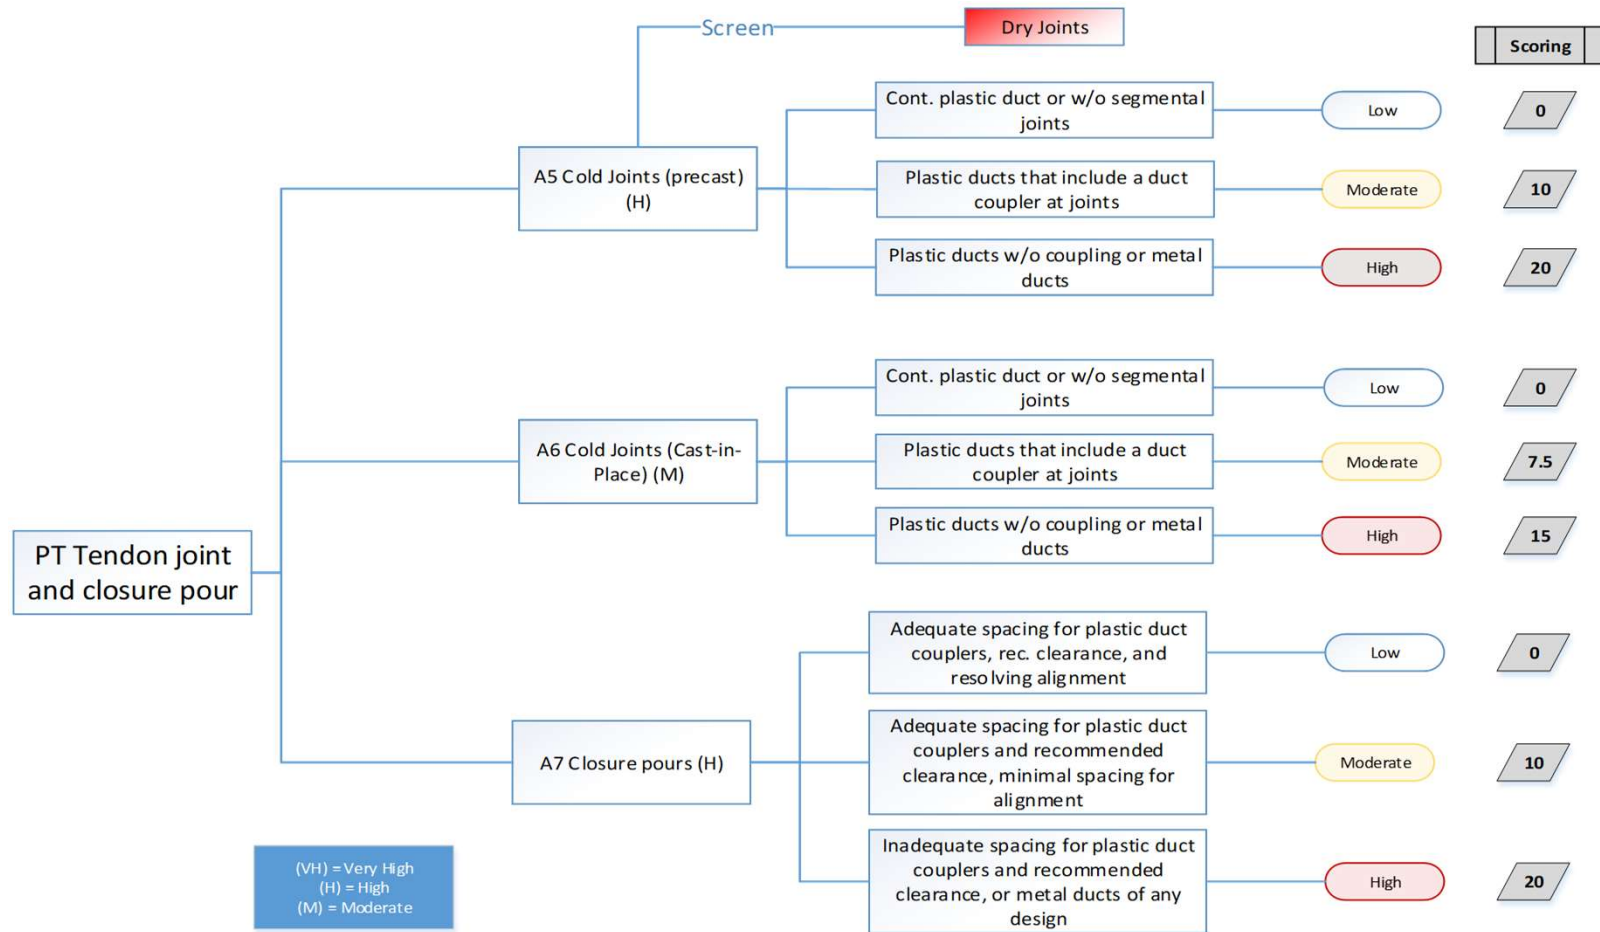 Screen
Dry Joints
Scoring
Cont. plastic duct or w/o segmental
joints
Low
0
A5 Cold Joints (precast)
(H)
Plastic ducts that include a duct
coupler at joints
Moderate
10
Plastic ducts w/o coupling or metal
ducts
High
20
Cont. plastic duct or w/o segmental
joints
Low
0
A6 Cold Joints (Cast-in-
Place) (M)
Plastic ducts that include a duct
coupler at joints
Moderate
7.5
Plastic ducts w/o coupling or metal
ducts
High
15
PT Tendon joint
and closure pour
Adequate spacing for plastic duct
couplers, rec. clearance, and
resolving alignment
Low
0
A7 Closure pours (H)
Adequate spacing for plastic duct
couplers and recommended
clearance, minimal spacing for
alignment
Moderate
10
Inadequate spacing for plastic duct
couplers and recommended
clearance, or metal ducts of any
design
High
20
(VH) = Very High
(H) = High
(M) = Moderate